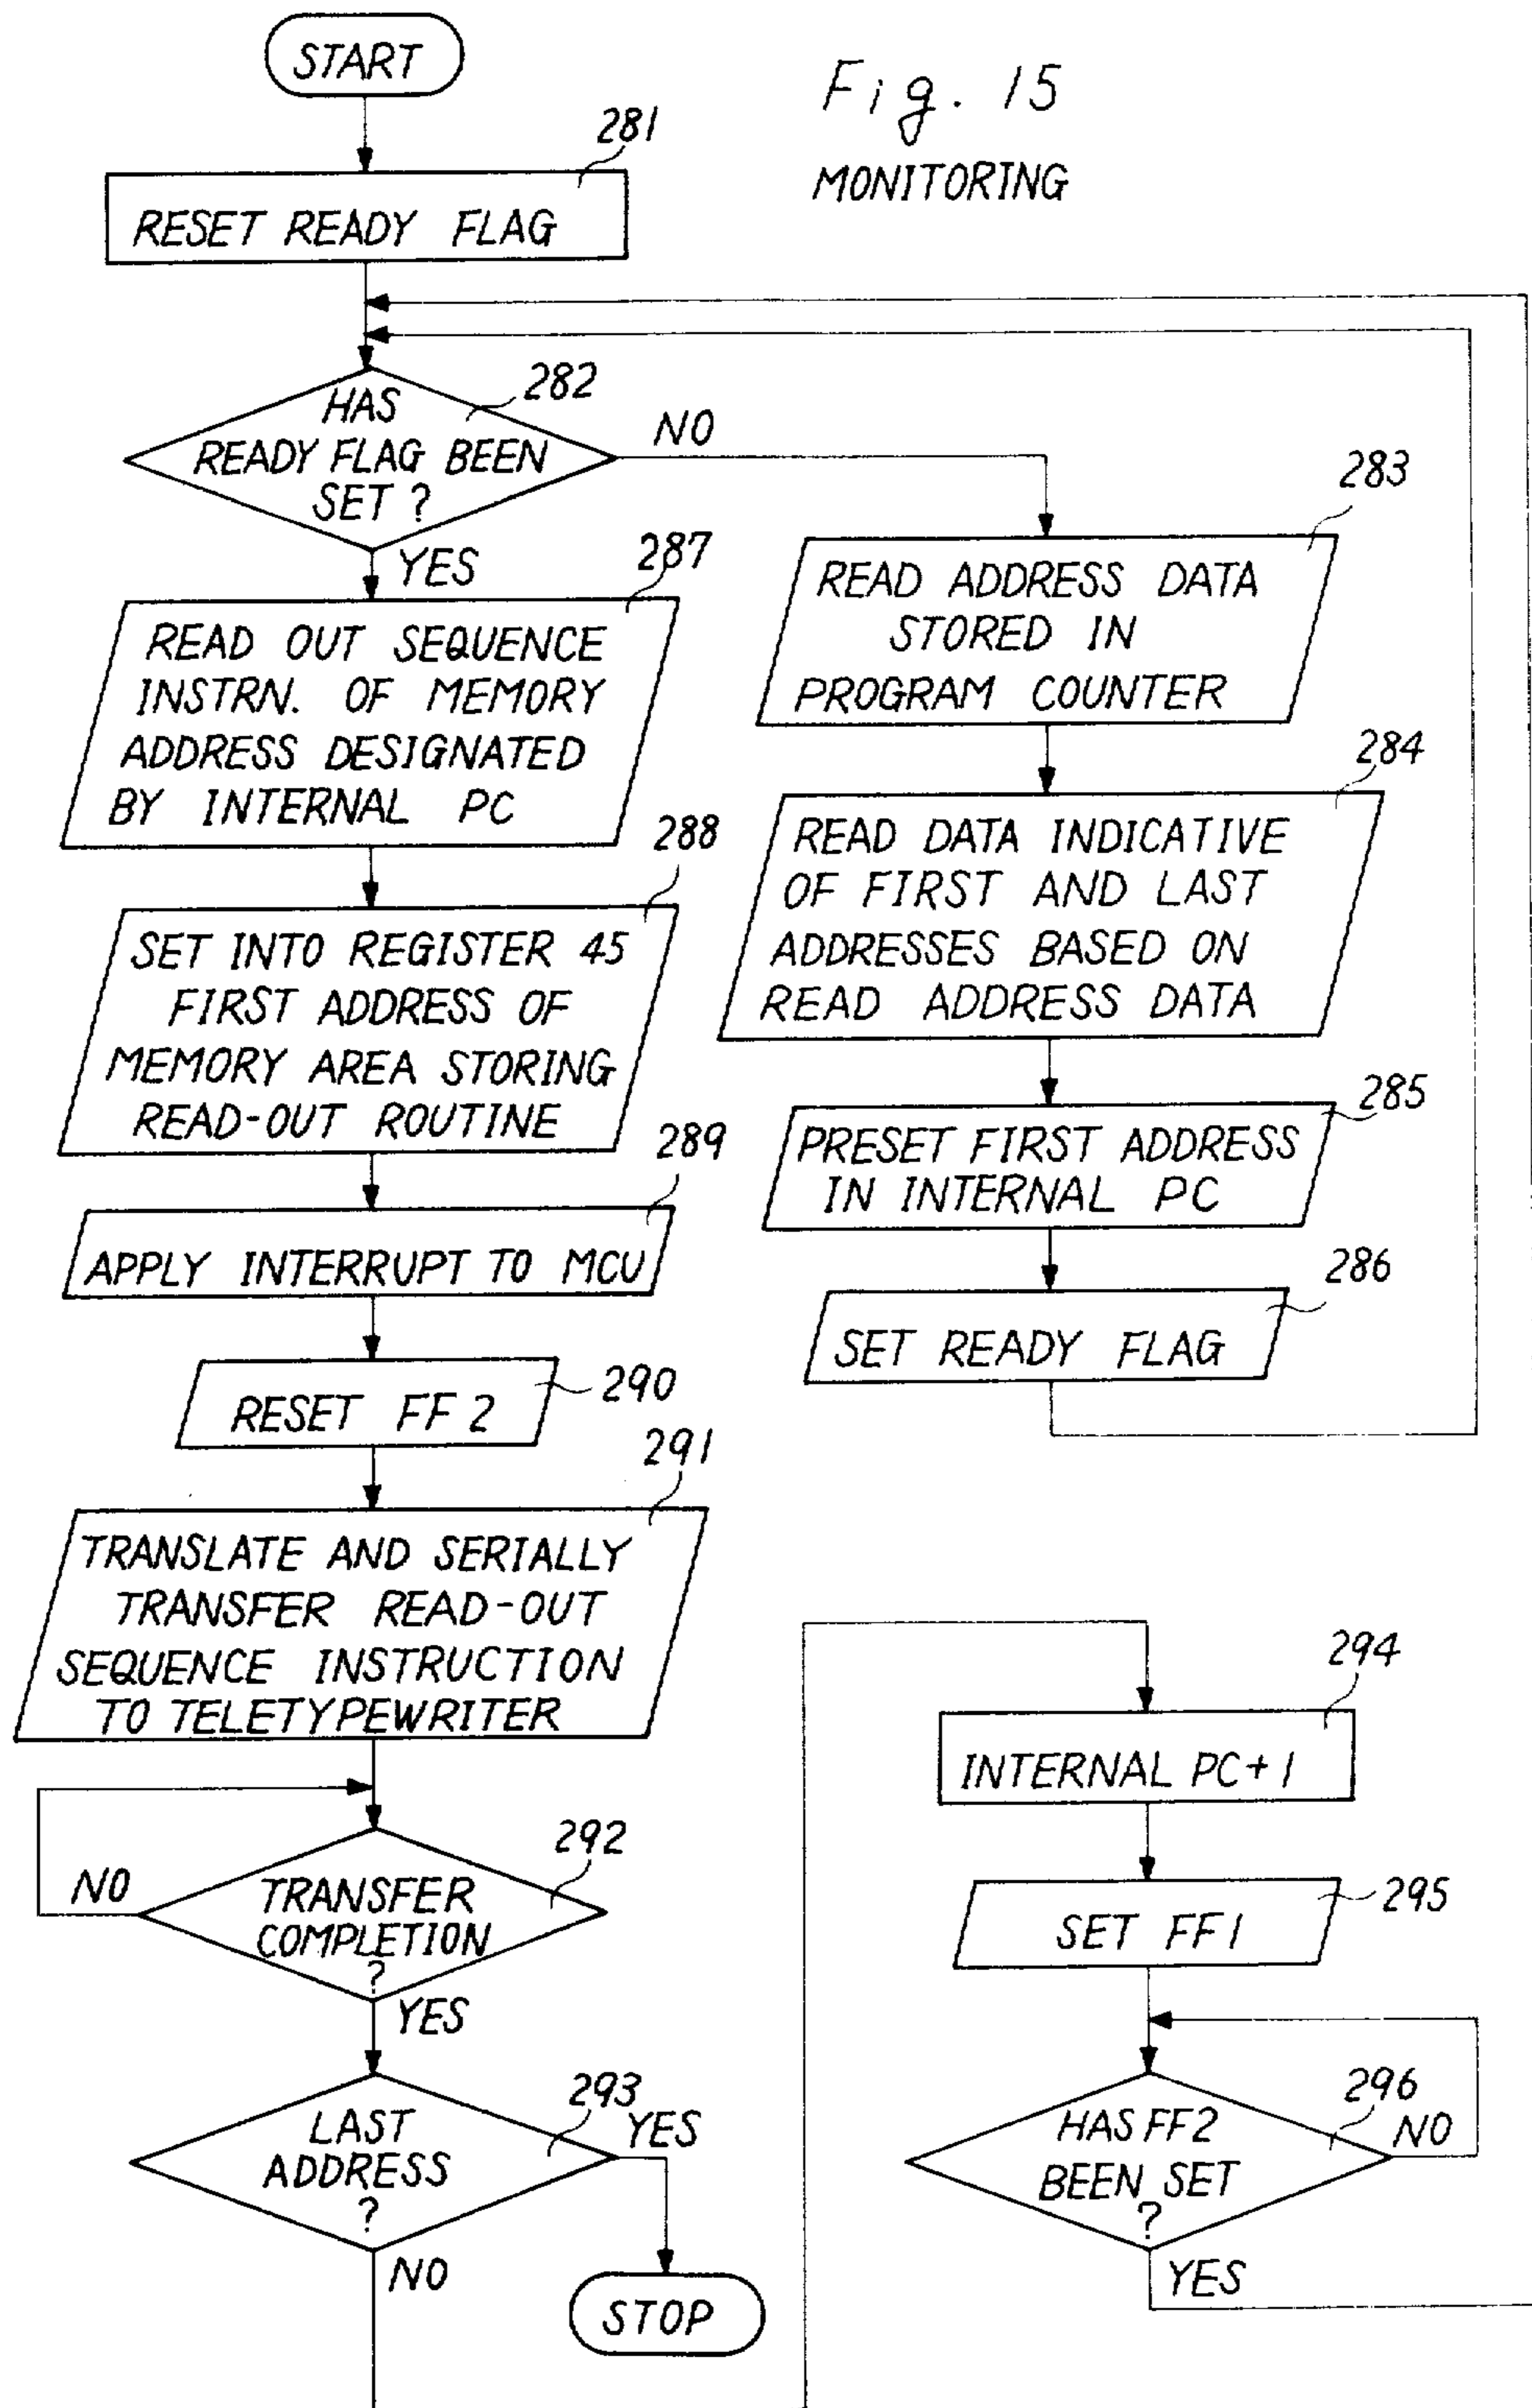 START
Fig. 15
MONITORING
281
RESET READY FLAG
282
HAS
READY FLAG BEEN
SET ?
NO
YES
283
READ ADDRESS DATA
STORED IN
PROGRAM COUNTER
287
READ OUT SEQUENCE
INSTRN. OF MEMORY
ADDRESS DESIGNATED
BY INTERNAL PC
284
READ DATA INDICATIVE
OF FIRST AND LAST
ADDRESSES BASED ON
READ ADDRESS DATA
288
SET INTO REGISTER 45
FIRST ADDRESS OF
MEMORY AREA STORING
READ-OUT ROUTINE
285
PRESET FIRST ADDRESS
IN INTERNAL PC
289
APPLY INTERRUPT TO MCU
286
SET READY FLAG
290
RESET FF2
291
TRANSLATE AND SERIALLY
TRANSFER READ-OUT
SEQUENCE INSTRUCTION
TO TELETYPEWRITER
292
NO
TRANSFER
COMPLETION
?
YES
293
LAST
ADDRESS
?
YES
NO
STOP
294
INTERNAL PC+1
295
SET FF1
296
HAS FF2
BEEN SET
?
NO
YES